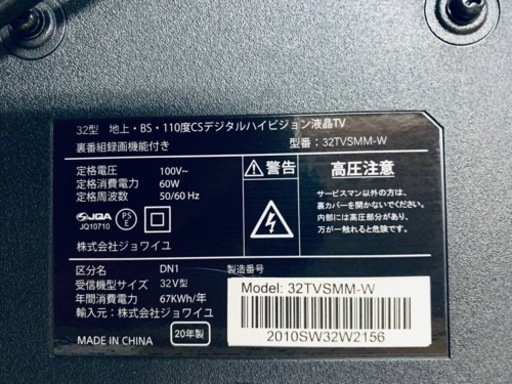 32型 地上・BS・110度CSデジタルハイビジョン液晶TV
裏番組録画機能付き 型番：32TVSMM-W
定格電圧 100V~
定格消費電力 60W
定格周波数 50/60 Hz
JQA
JQ10710
PSE
株式会社ジョワイユ
警告
高圧注意
サービスマン以外の方は、
裏カバーを開かないでください。
内部には高圧部分があり、
万一さわると危険です。
区分名 DN1
受信機型サイズ 32V型
年間消費電力 67KWh/年
輸入元：株式会社ジョワイユ
MADE IN CHINA 20年製
製造番号
Model: 32TVSMM-W
2010SW32W2156